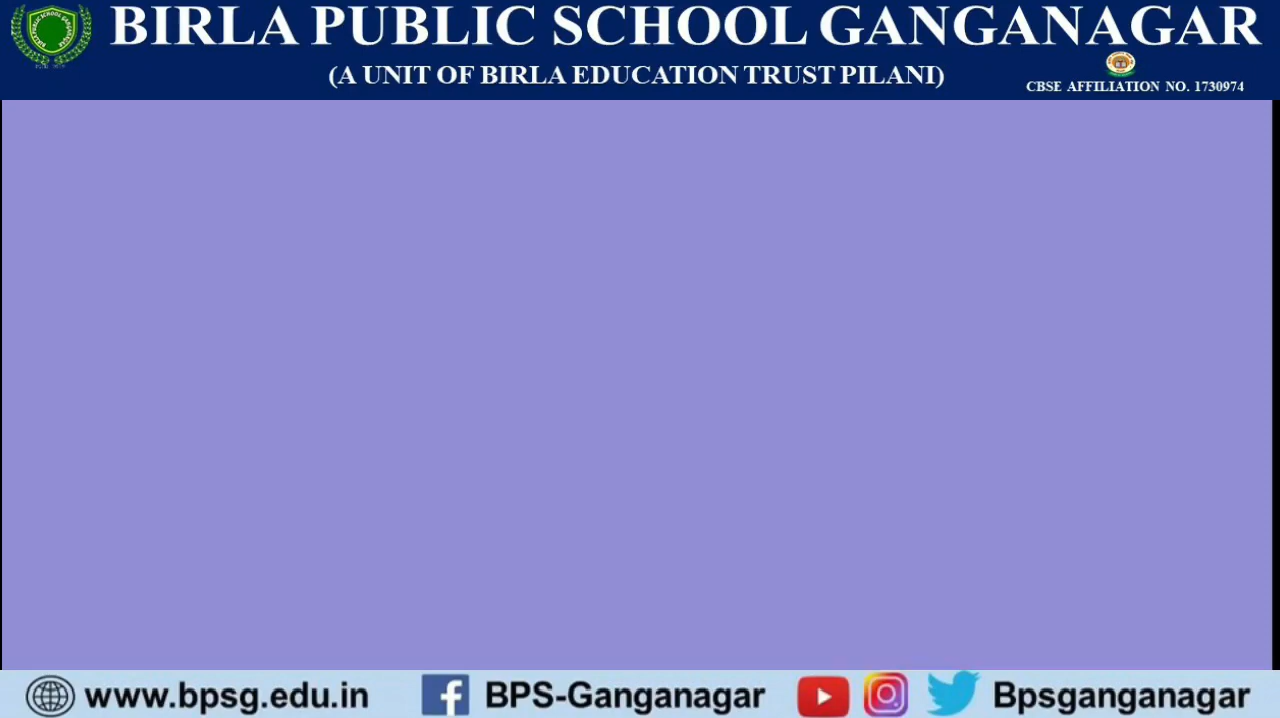 BIRLA PUBLIC SCHOOL GANGANAGAR
(A UNIT OF BIRLA EDUCATION TRUST PILANI)
CBSE AFFILIATION NO. 1730974
www.bpsg.edu.in BPS-Ganganagar Bpsganganagar